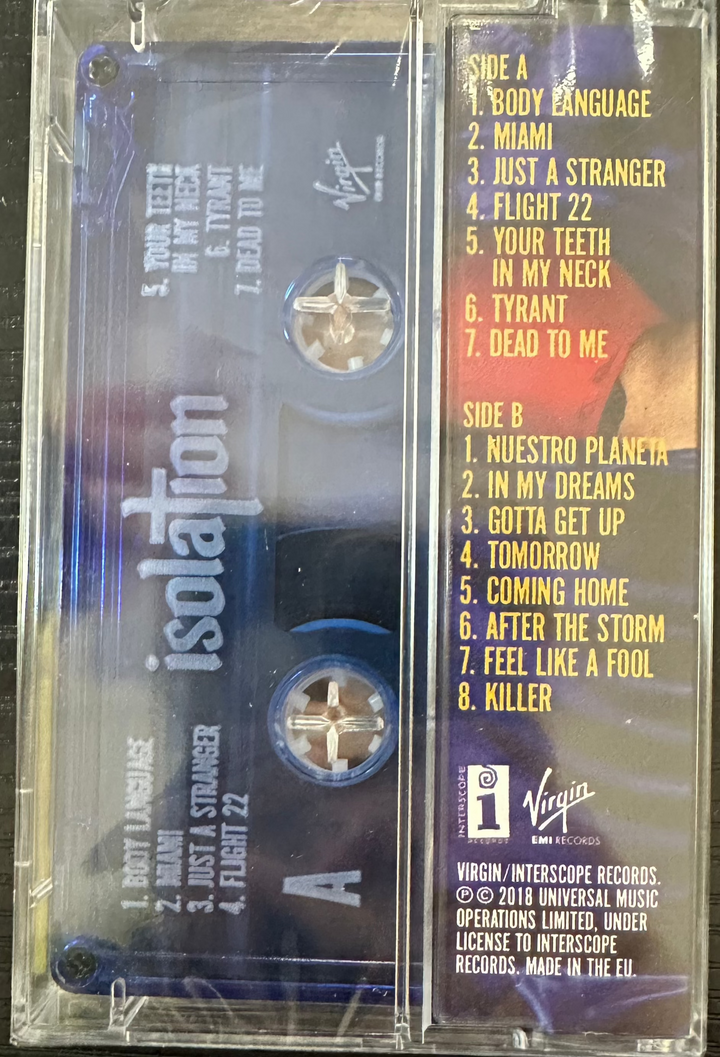 SIDE A
1. BODY LANGUAGE
2. MIAMI
3. JUST A STRANGER
4. FLIGHT 22
5. YOUR TEETH
IN MY NECK
6. TYRANT
7. DEAD TO ME
SIDE B
1. NUESTRO PLANETA
2. IN MY DREAMS
3. GOTTA GET UP
4. TOMORROW
5. COMING HOME
6. AFTER THE STORM
7. FEEL LIKE A FOOL
8. KILLER
INTERSCOPE
i
RECORDS
Virgin
EMI RECORDS
VIRGIN/INTERSCOPE RECORDS.
℗ © 2018 UNIVERSAL MUSIC
OPERATIONS LIMITED, UNDER
LICENSE TO INTERSCOPE
RECORDS. MADE IN THE EU.
1. BODY LANGUAGE
2. MIAMI
3. JUST A STRANGER
4. FLIGHT 22
A
isolation
5. YOUR TEETH
IN MY NECK
6. TYRANT
7. DEAD TO ME
Virgin
EMI RECORDS